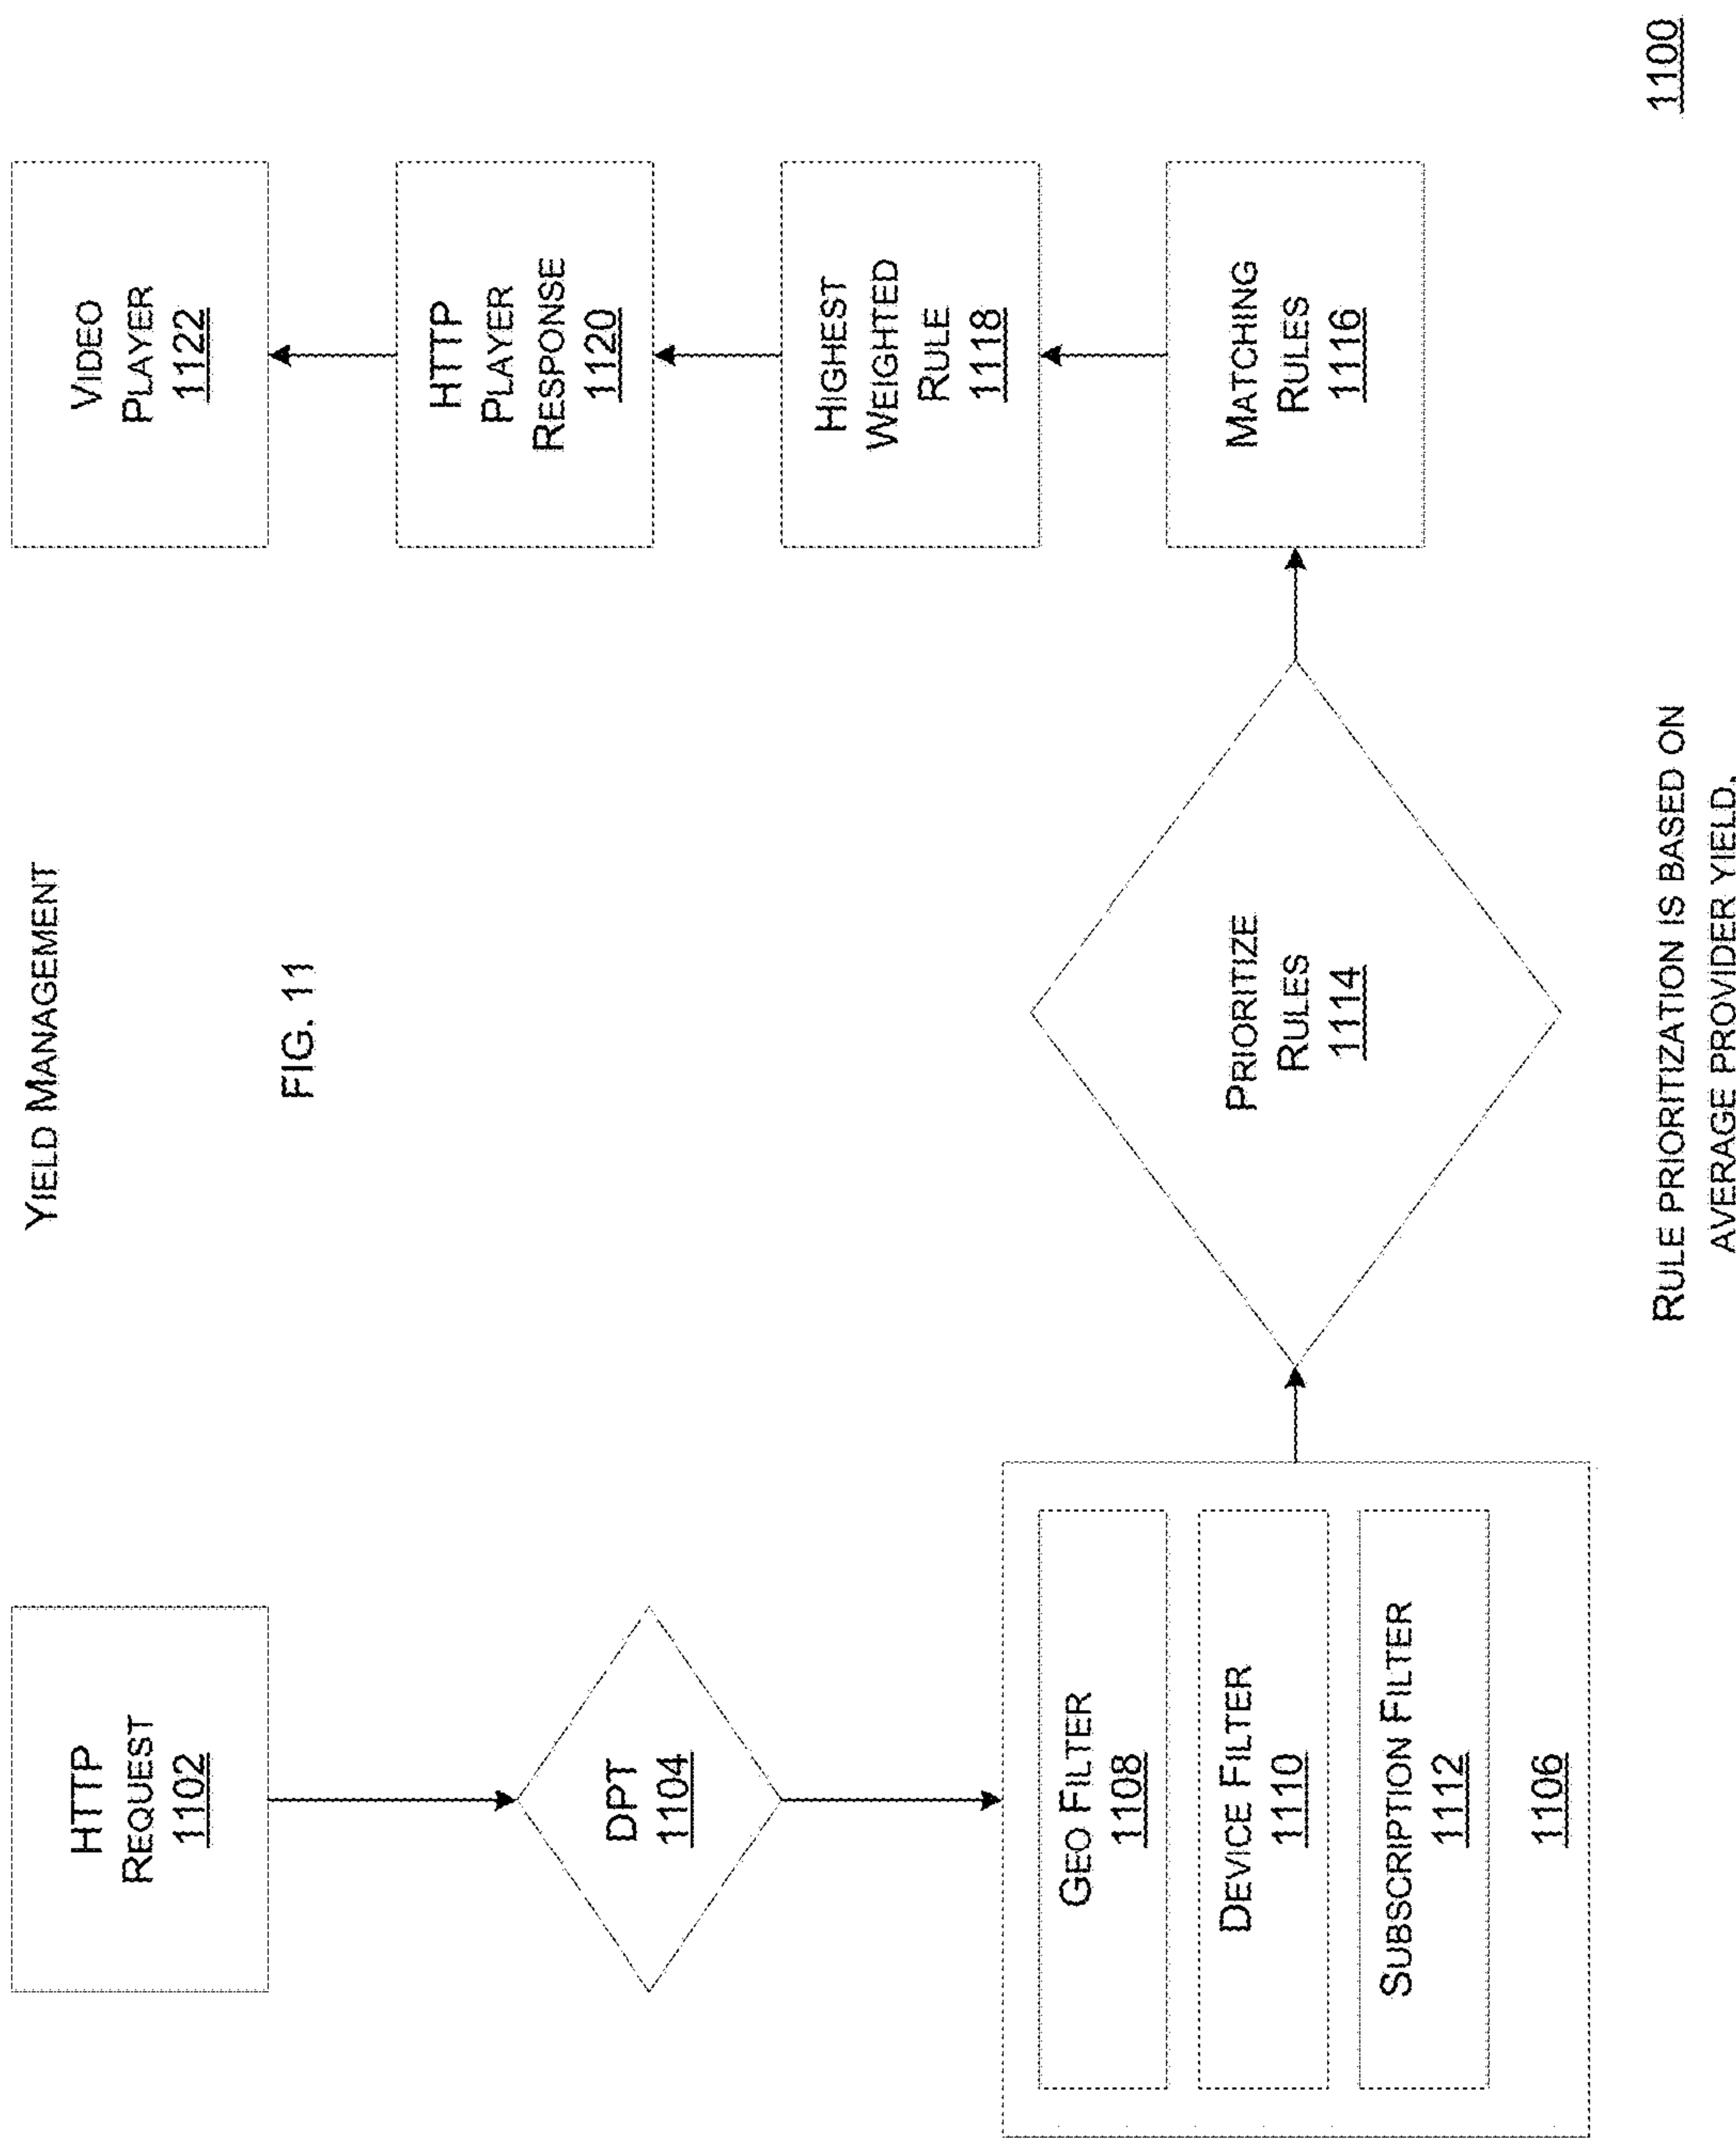 YIELD MANAGEMENT
FIG. 11
HTTP
REQUEST
1102
DPT
1104
GEO FILTER
1108
DEVICE FILTER
1110
SUBSCRIPTION FILTER
1112
1106
PRIORITIZE
RULES
1114
MATCHING
RULES
1116
HIGHEST
WEIGHTED
RULE
1118
HTTP
PLAYER
RESPONSE
1120
VIDEO
PLAYER
1122
RULE PRIORITIZATION IS BASED ON
AVERAGE PROVIDER YIELD.
1100